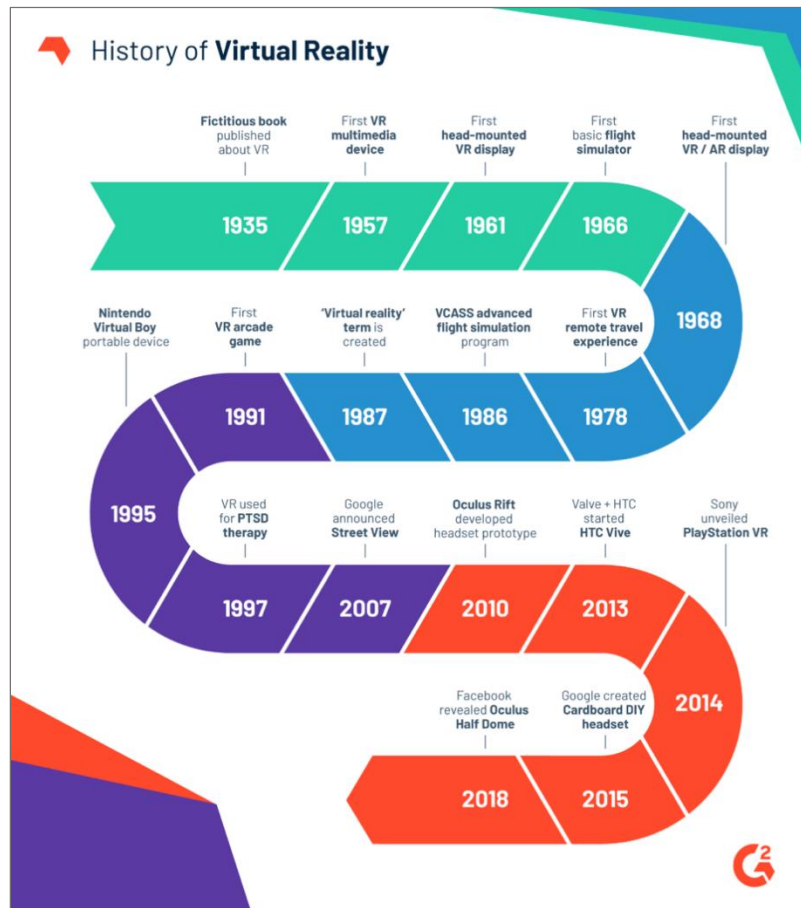 History of Virtual Reality
Fictitious book
published
about VR
First VR
multimedia
device
First
head-mounted
VR display
First
basic flight
simulator
First
head-mounted
VR / AR display
1935
1957
1961
1966
1968
Nintendo
Virtual Boy
portable device
First
VR arcade
game
'Virtual reality'
term is
created
VCASS advanced
flight simulation
program
First VR
remote travel
experience
1991
1987
1986
1978
1995
VR used
for PTSD
therapy
Google
announced
Street View
Oculus Rift
developed
headset prototype
Valve + HTC
started
HTC Vive
Sony
unveiled
PlayStation VR
1997
2007
2010
2013
2014
Facebook
revealed Oculus
Half Dome
Google created
Cardboard DIY
headset
2018
2015
G2